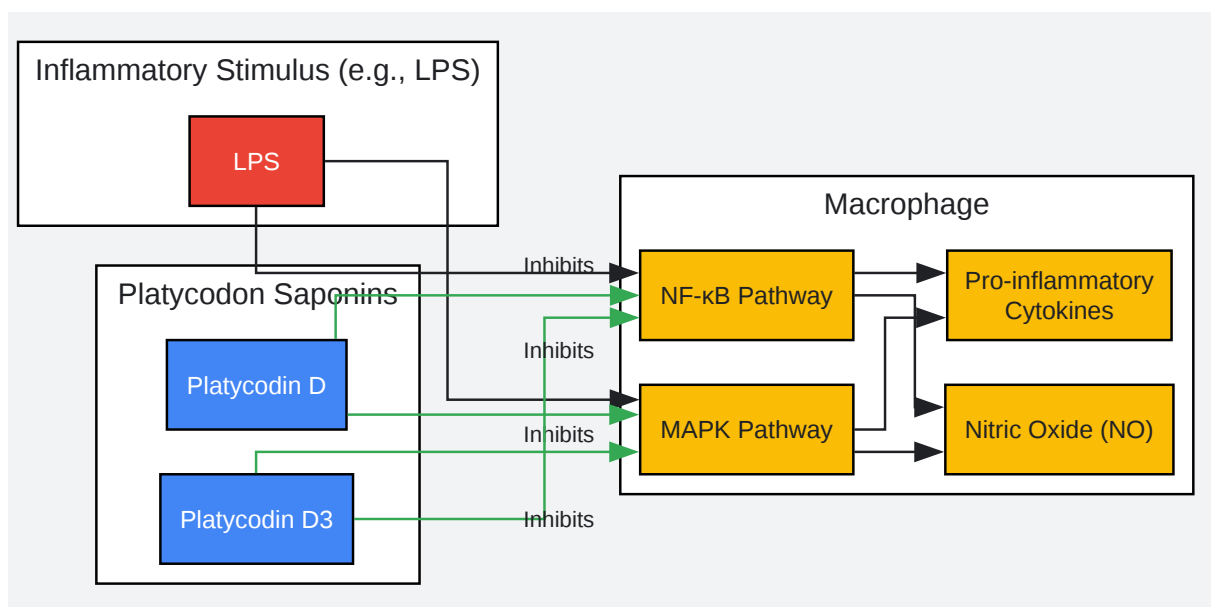 Inflammatory Stimulus (e.g., LPS)
LPS
Macrophage
Inhibits
NF-κB Pathway
Pro-inflammatory
Cytokines
Platycodon Saponins
Inhibits
Platycodin D
MAPK Pathway
Nitric Oxide (NO)
Inhibits
Platycodin D3
Inhibits